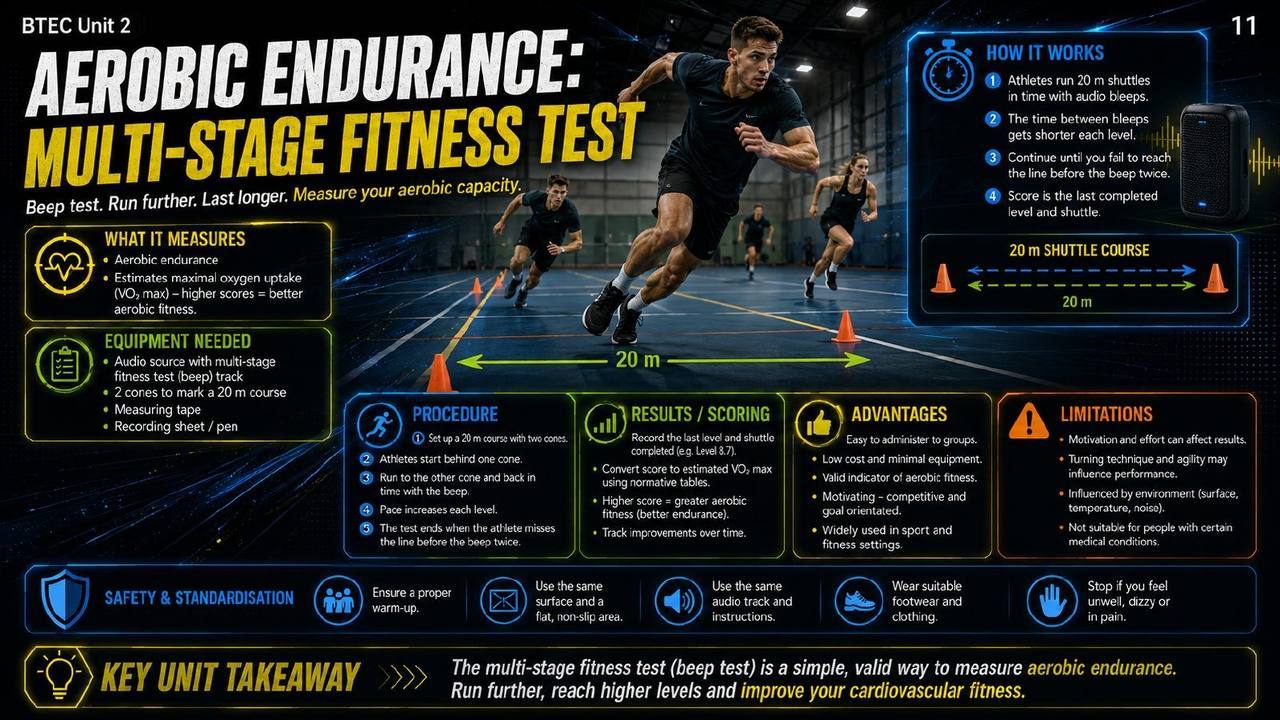 BTEC Unit 2
11
AEROBIC ENDURANCE:
MULTI-STAGE FITNESS TEST
Beep test. Run further. Last longer. Measure your aerobic capacity.
WHAT IT MEASURES
• Aerobic endurance
• Estimates maximal oxygen uptake
(VO₂ max) – higher scores = better
aerobic fitness.
EQUIPMENT NEEDED
• Audio source with multi-stage
fitness test (beep) track
• 2 cones to mark a 20 m course
• Measuring tape
• Recording sheet / pen
HOW IT WORKS
1 Athletes run 20 m shuttles
in time with audio bleeps.
2 The time between bleeps
gets shorter each level.
3 Continue until you fail to reach
the line before the beep twice.
4 Score is the last completed
level and shuttle.
20 m SHUTTLE COURSE
20 m
20 m
PROCEDURE
1 Set up a 20 m course with two cones.
2 Athletes start behind one cone.
3 Run to the other cone and back in
time with the beep.
4 Pace increases each level.
5 The test ends when the athlete misses
the line before the beep twice.
RESULTS / SCORING
Record the last level and shuttle
completed (e.g. Level 8.7).
• Convert score to estimated VO₂ max
using normative tables.
• Higher score = greater aerobic
fitness (better endurance).
• Track improvements over time.
ADVANTAGES
Easy to administer to groups.
• Low cost and minimal equipment.
• Valid indicator of aerobic fitness.
• Motivating – competitive and
goal orientated.
• Widely used in sport and
fitness settings.
LIMITATIONS
• Motivation and effort can affect results.
• Turning technique and agility may
influence performance.
• Influenced by environment (surface,
temperature, noise).
• Not suitable for people with certain
medical conditions.
SAFETY & STANDARDISATION
Ensure a proper
warm-up.
Use the same
surface and a
flat, non-slip area.
Use the same
audio track and
instructions.
Wear suitable
footwear and
clothing.
Stop if you feel
unwell, dizzy or
in pain.
KEY UNIT TAKEAWAY
The multi-stage fitness test (beep test) is a simple, valid way to measure aerobic endurance.
Run further, reach higher levels and improve your cardiovascular fitness.